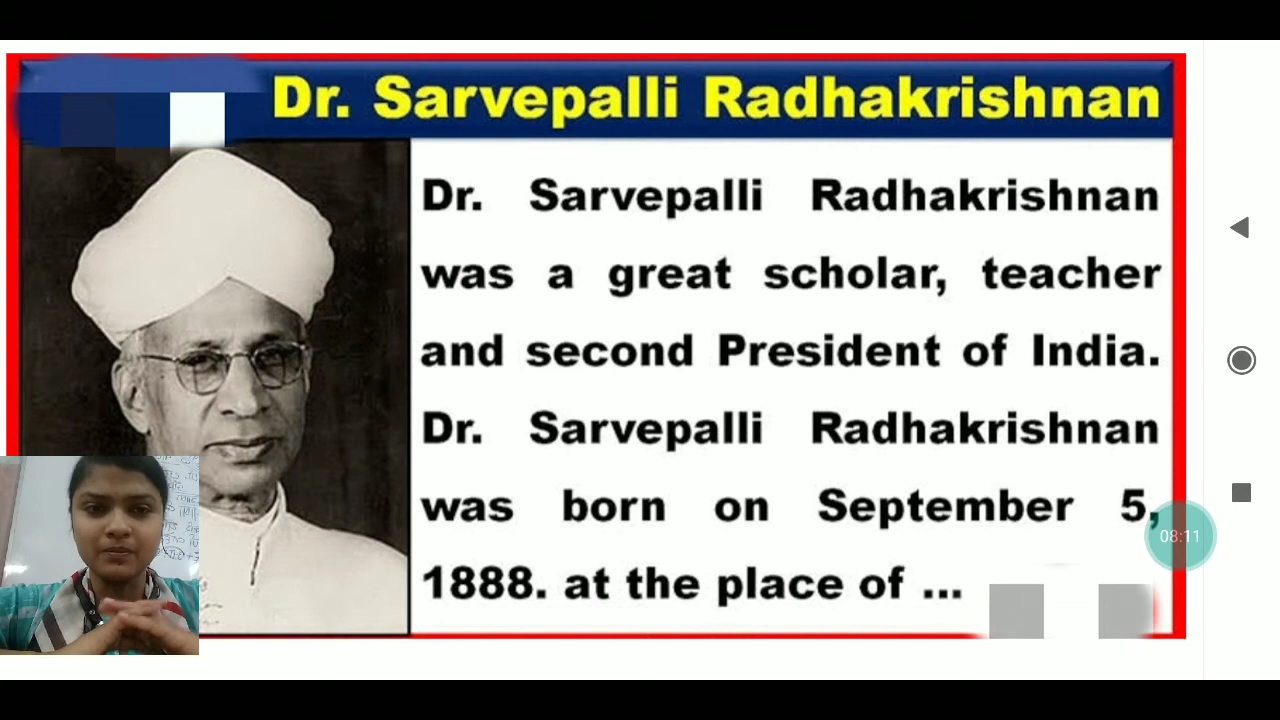 Dr. Sarvepalli Radhakrishnan
Dr. Sarvepalli Radhakrishnan
was a great scholar, teacher
and second President of India.
Dr. Sarvepalli Radhakrishnan
was born on September 5,
1888. at the place of ...
08:11